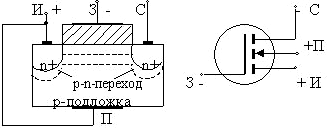 И + З - С
n+ n+
p-n-переход
p-подложка
П
- С
+П
З -
+ И